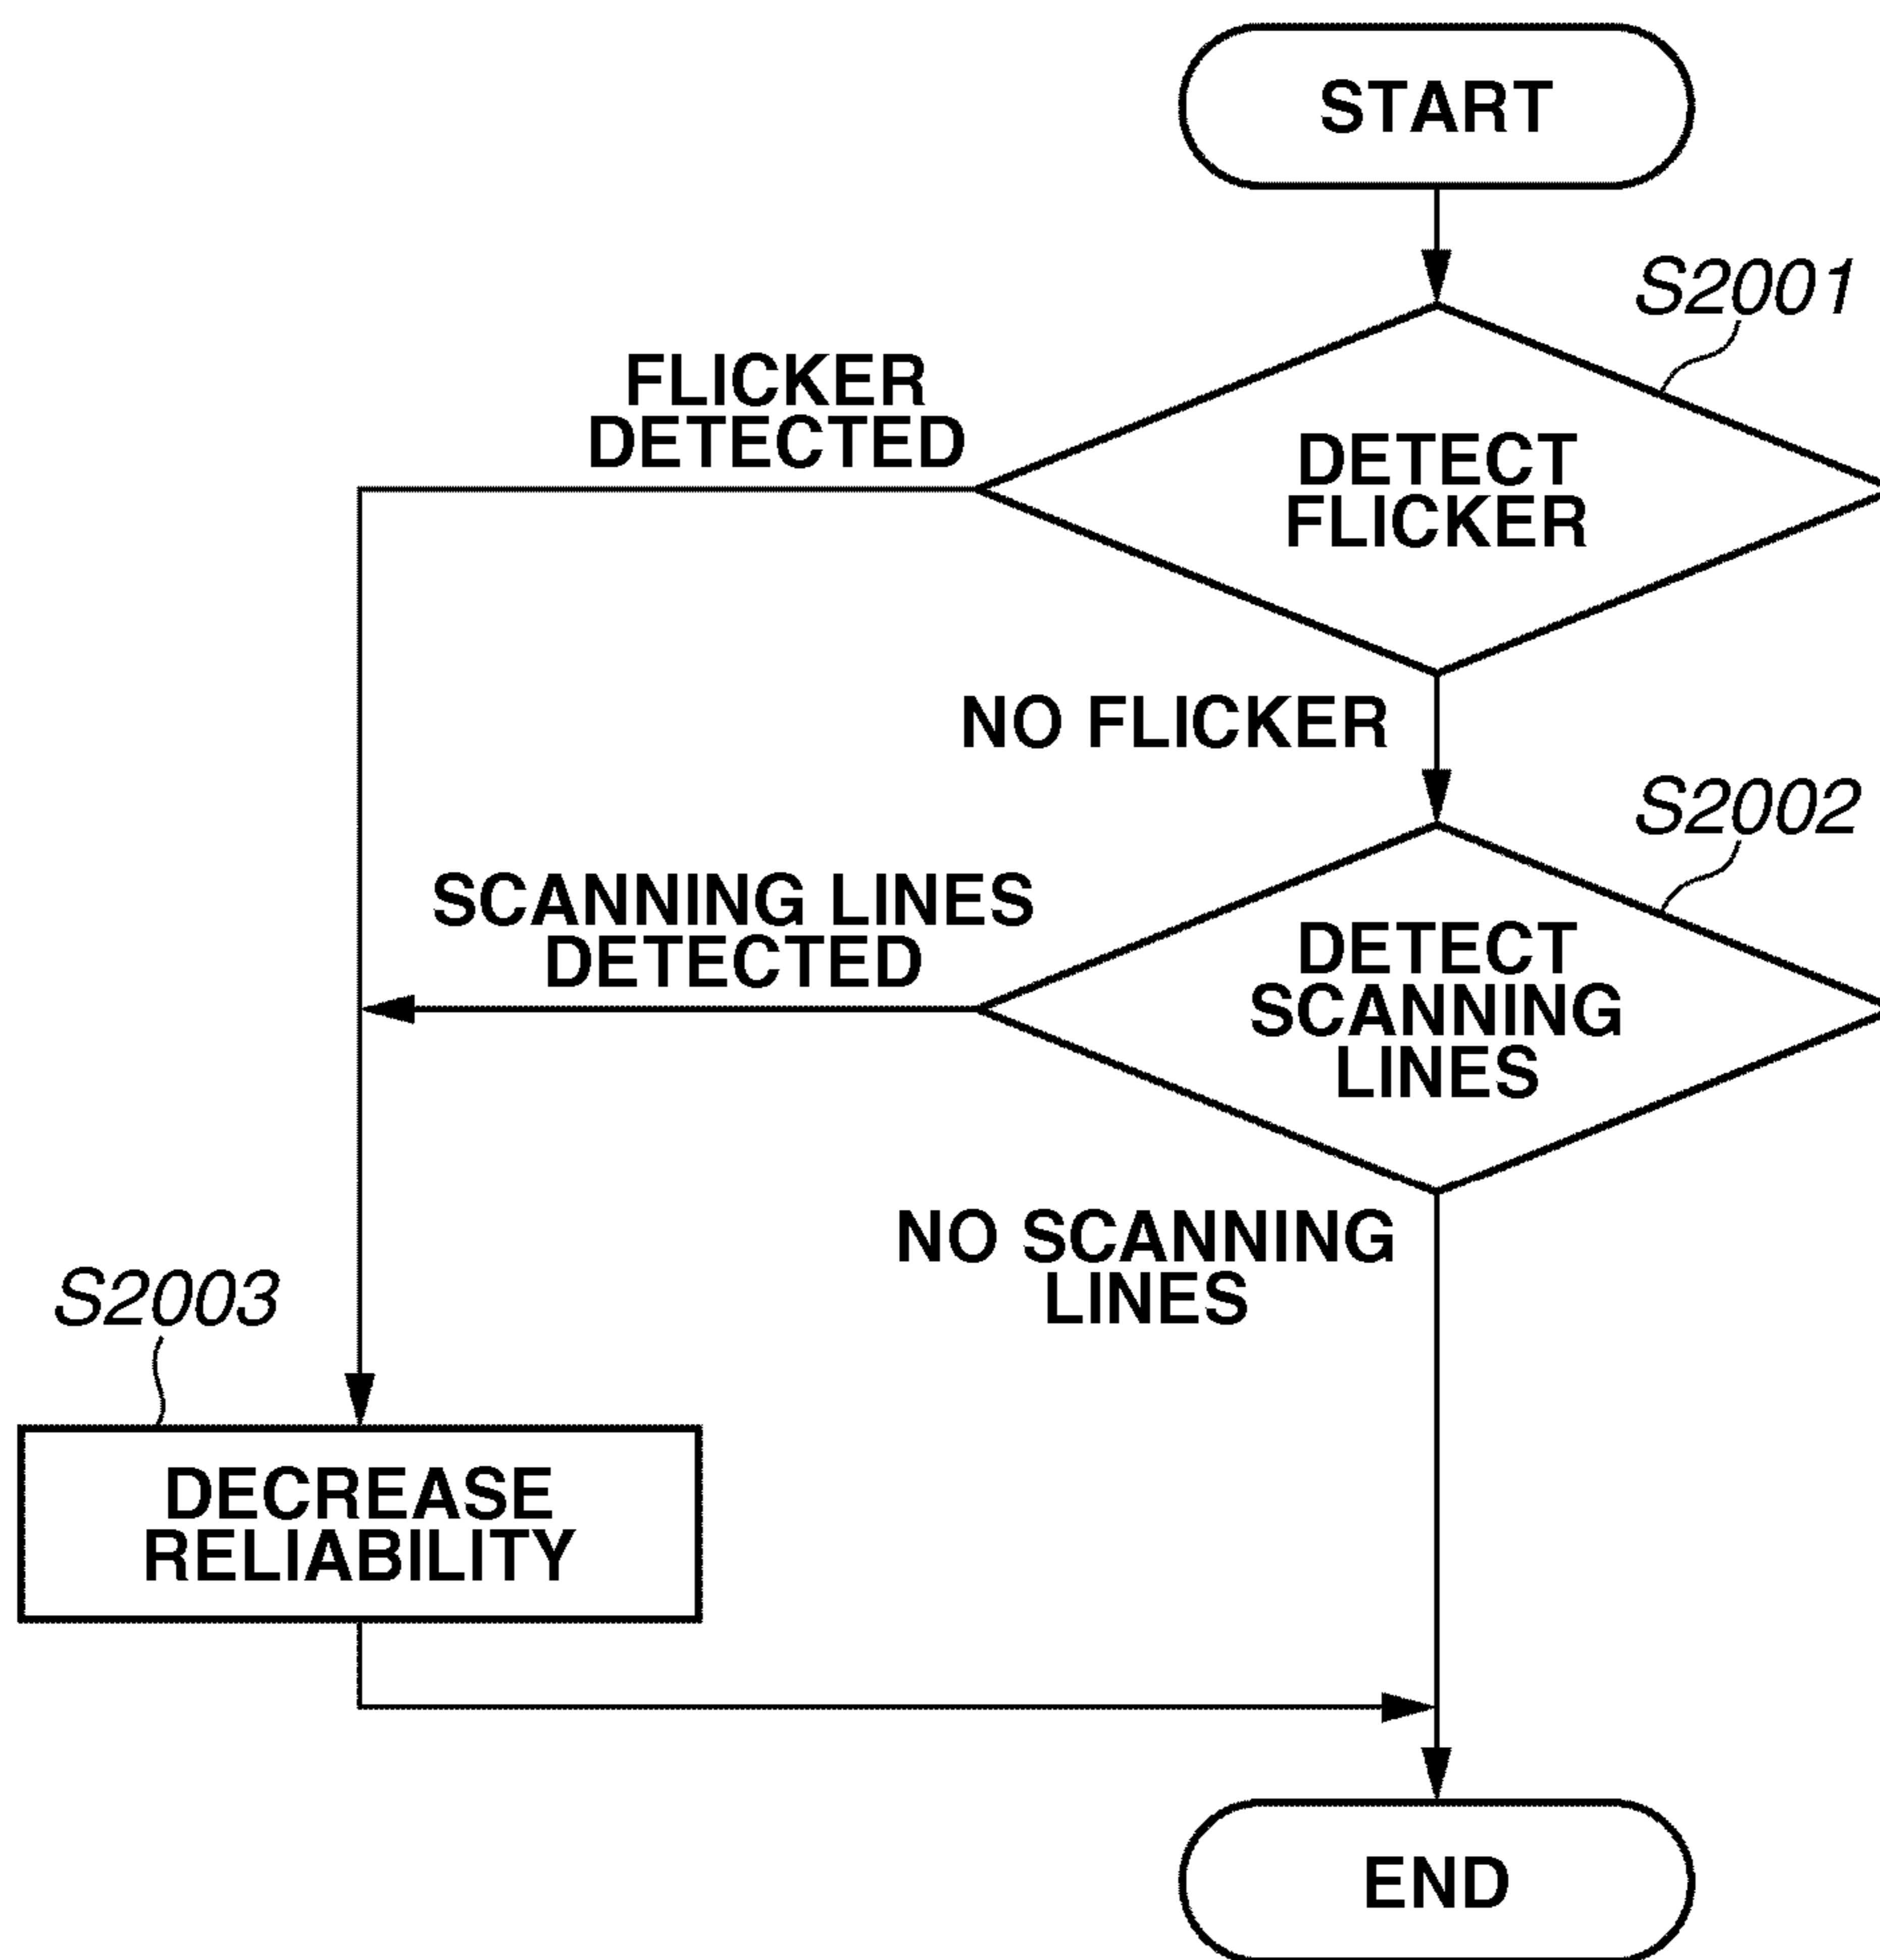 START
S2001
FLICKER
DETECTED
DETECT
FLICKER
NO FLICKER
S2002
SCANNING LINES
DETECTED
DETECT
SCANNING
LINES
NO SCANNING
LINES
S2003
DECREASE
RELIABILITY
END